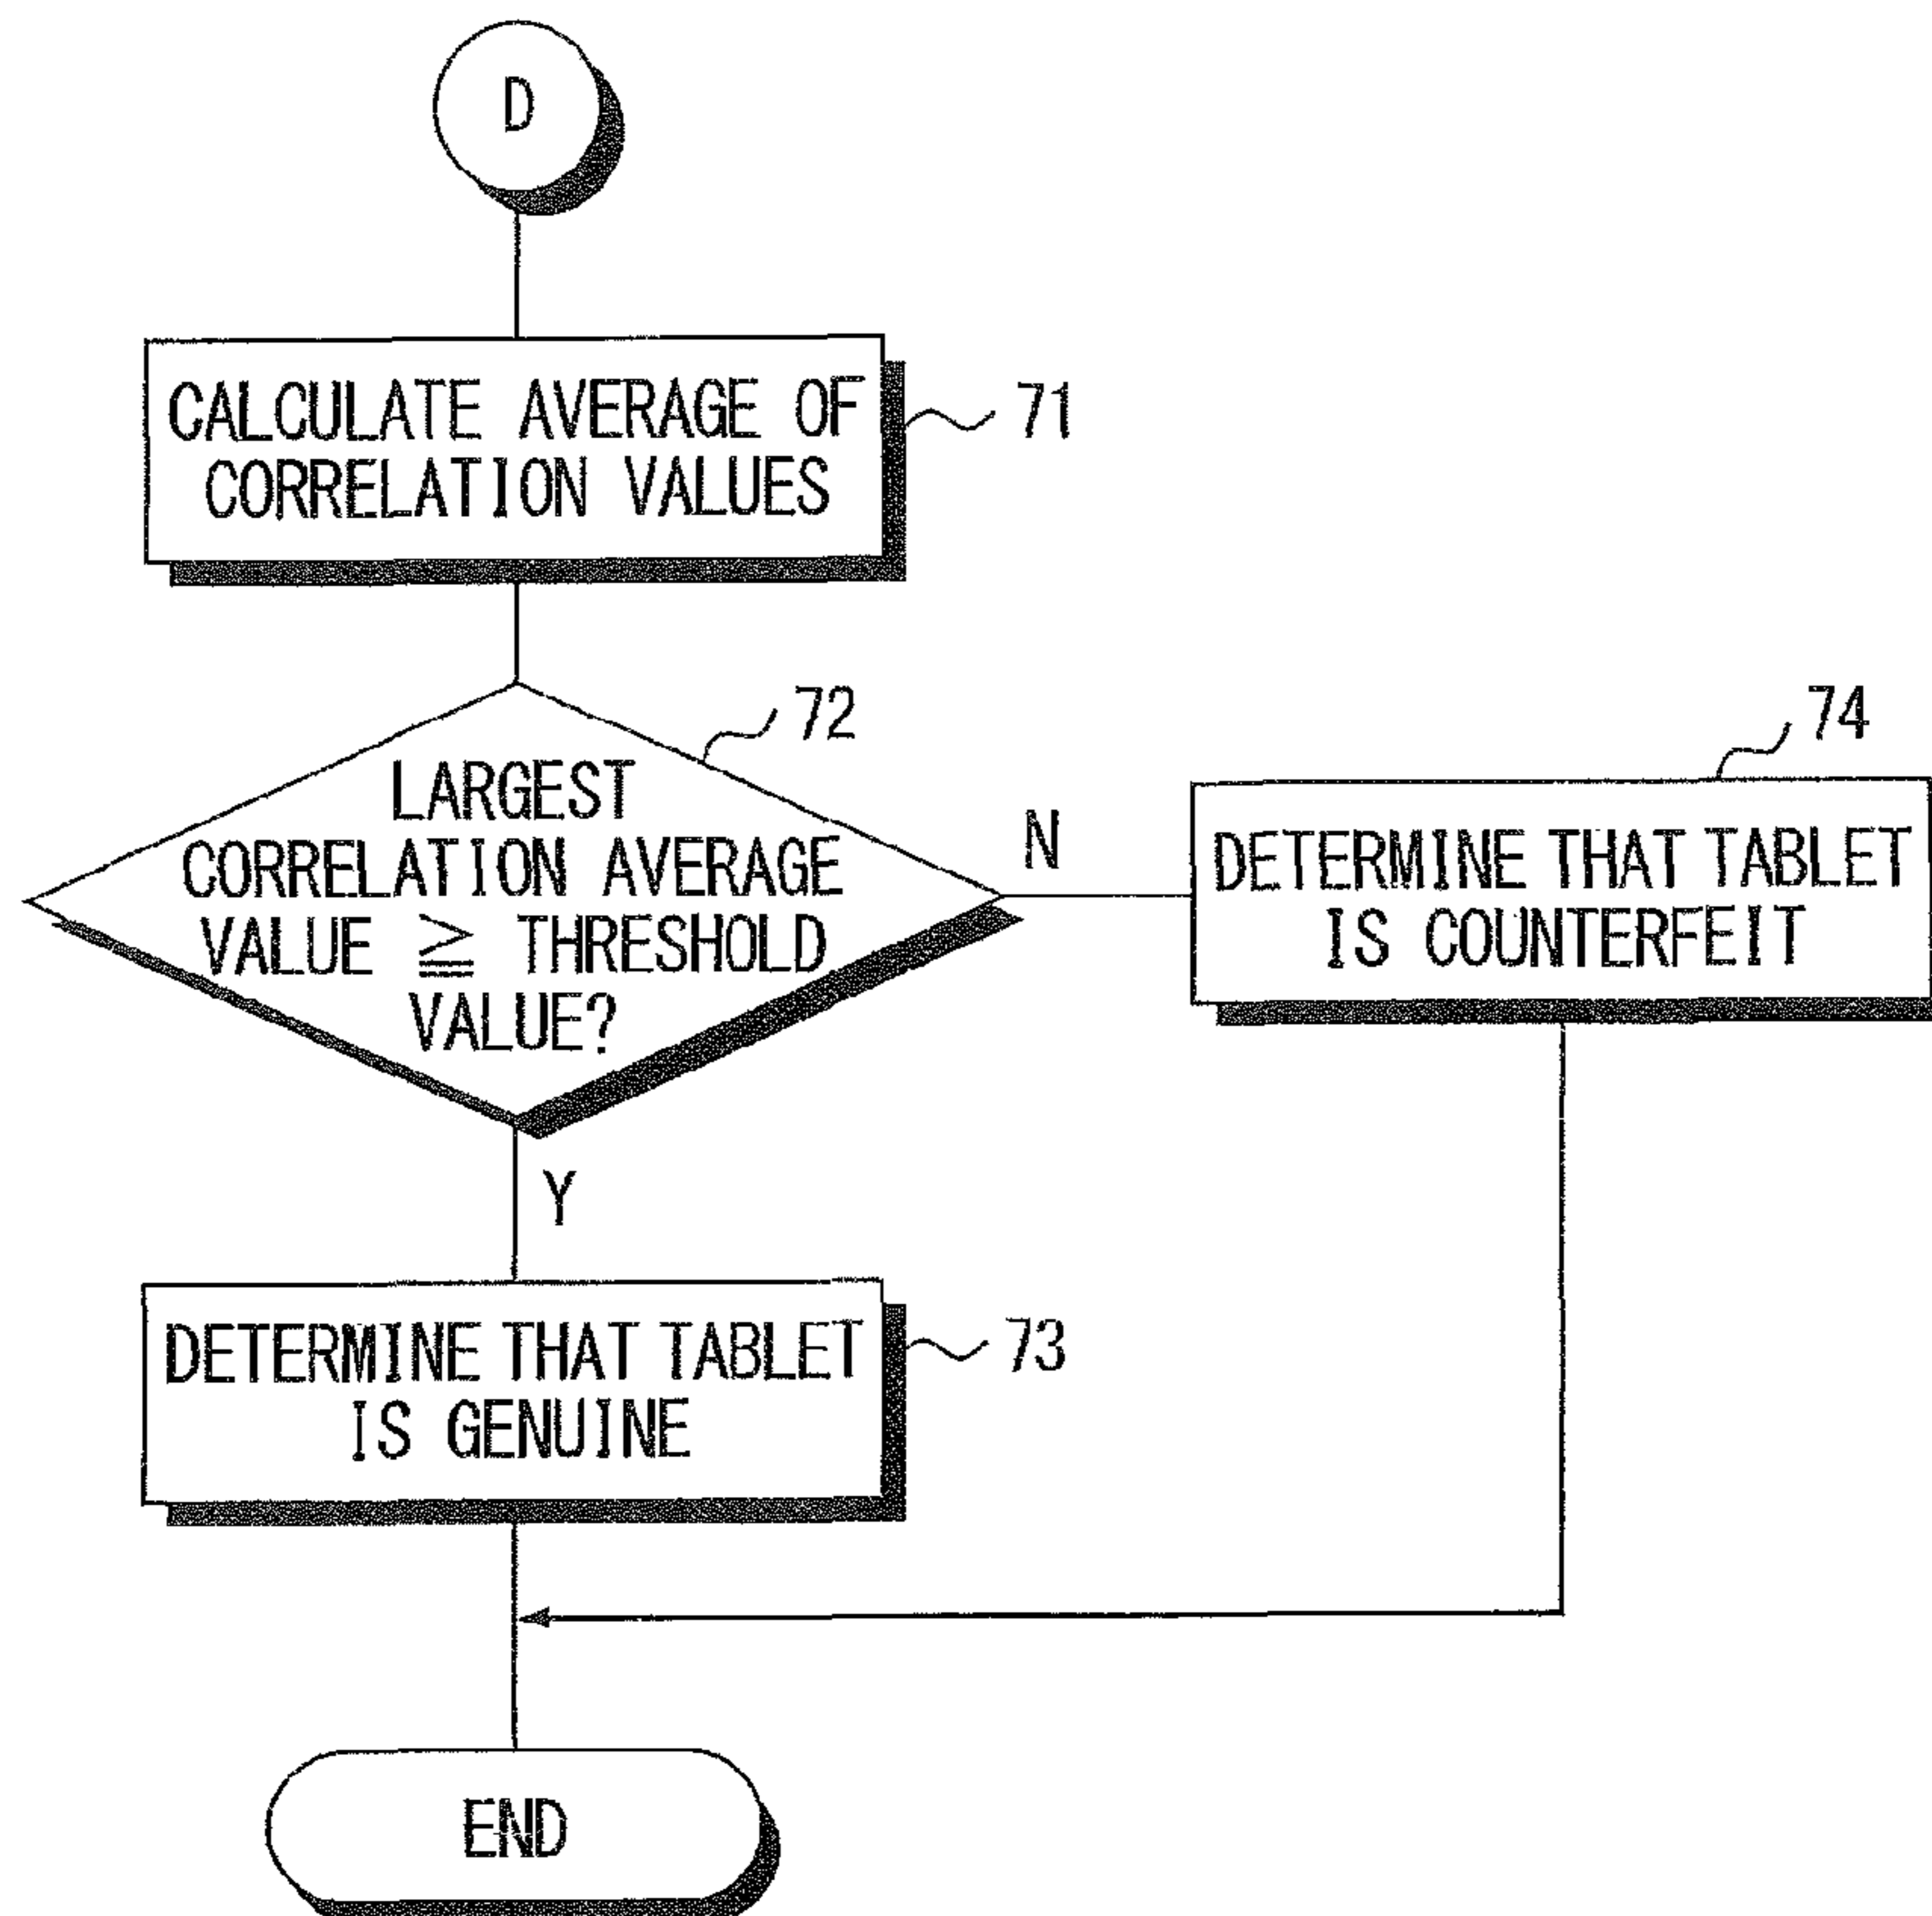 D
CALCULATE AVERAGE OF
CORRELATION VALUES
71
72
LARGEST
CORRELATION AVERAGE
VALUE ≧ THRESHOLD
VALUE?
N
74
DETERMINE THAT TABLET
IS COUNTERFEIT
Y
DETERMINE THAT TABLET
IS GENUINE
73
END